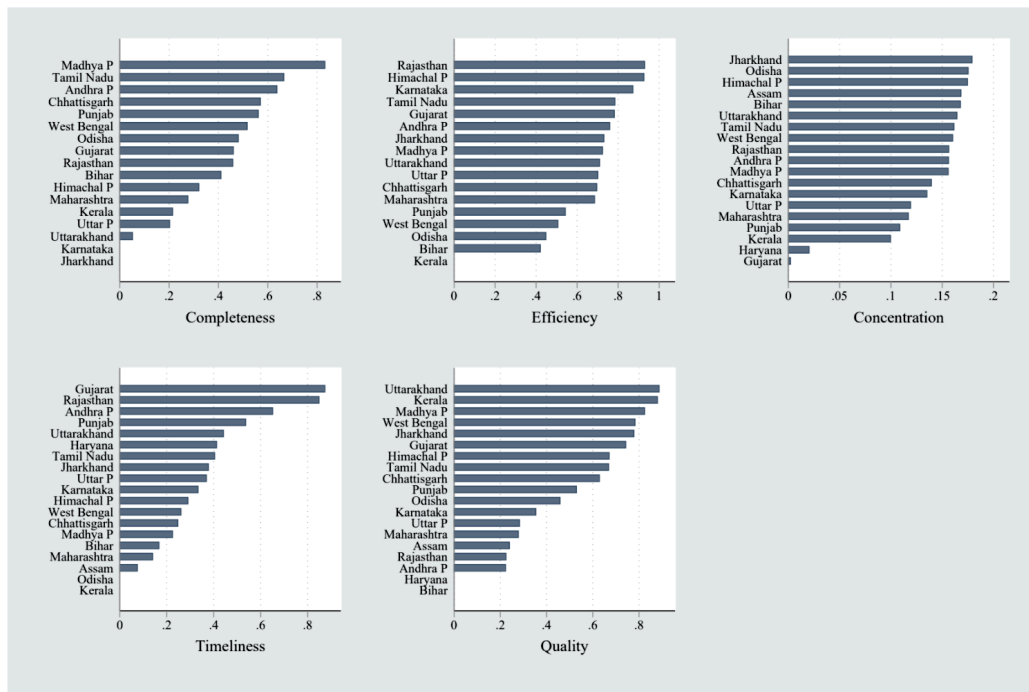 Madhya P
Tamil Nadu
Andhra P
Chhattisgarh
Punjab
West Bengal
Odisha
Gujarat
Rajasthan
Bihar
Himachal P
Maharashtra
Kerala
Uttar P
Uttarakhand
Karnataka
Jharkhand
0 .2 .4 .6 .8
Completeness
Rajasthan
Himachal P
Karnataka
Tamil Nadu
Gujarat
Andhra P
Jharkhand
Madhya P
Uttarakhand
Uttar P
Chhattisgarh
Maharashtra
Punjab
West Bengal
Odisha
Bihar
Kerala
0 .2 .4 .6 .8 1
Efficiency
Jharkhand
Odisha
Himachal P
Assam
Bihar
Uttarakhand
Tamil Nadu
West Bengal
Rajasthan
Andhra P
Madhya P
Chhattisgarh
Karnataka
Uttar P
Maharashtra
Punjab
Kerala
Haryana
Gujarat
0 .05 .1 .15 .2
Concentration
Gujarat
Rajasthan
Andhra P
Punjab
Uttarakhand
Haryana
Tamil Nadu
Jharkhand
Uttar P
Karnataka
Himachal P
West Bengal
Chhattisgarh
Madhya P
Bihar
Maharashtra
Assam
Odisha
Kerala
0 .2 .4 .6 .8
Timeliness
Uttarakhand
Kerala
Madhya P
West Bengal
Jharkhand
Gujarat
Himachal P
Tamil Nadu
Chhattisgarh
Punjab
Odisha
Karnataka
Uttar P
Maharashtra
Assam
Rajasthan
Andhra P
Haryana
Bihar
0 .2 .4 .6 .8
Quality